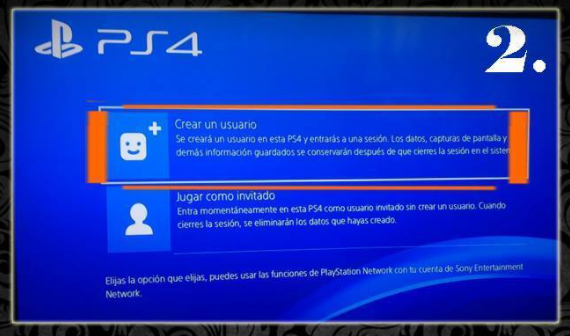 PS4
2.
Crear un usuario
Se creará un usuario en esta PS4 y entrarás a una sesión. Los datos, capturas de pantalla y
demás información guardados se conservarán después de que cierres la sesión en el
Jugar como invitado
Entra momentáneamente en esta PS4 como usuario invitado sin crear un usuario. Cuando
cierres la sesión, se eliminarán los datos que hayas creado.
Elijas la opción que elijas, puedes usar las funciones de PlayStation Network con tu cuenta de Sony Entertainment
Network.